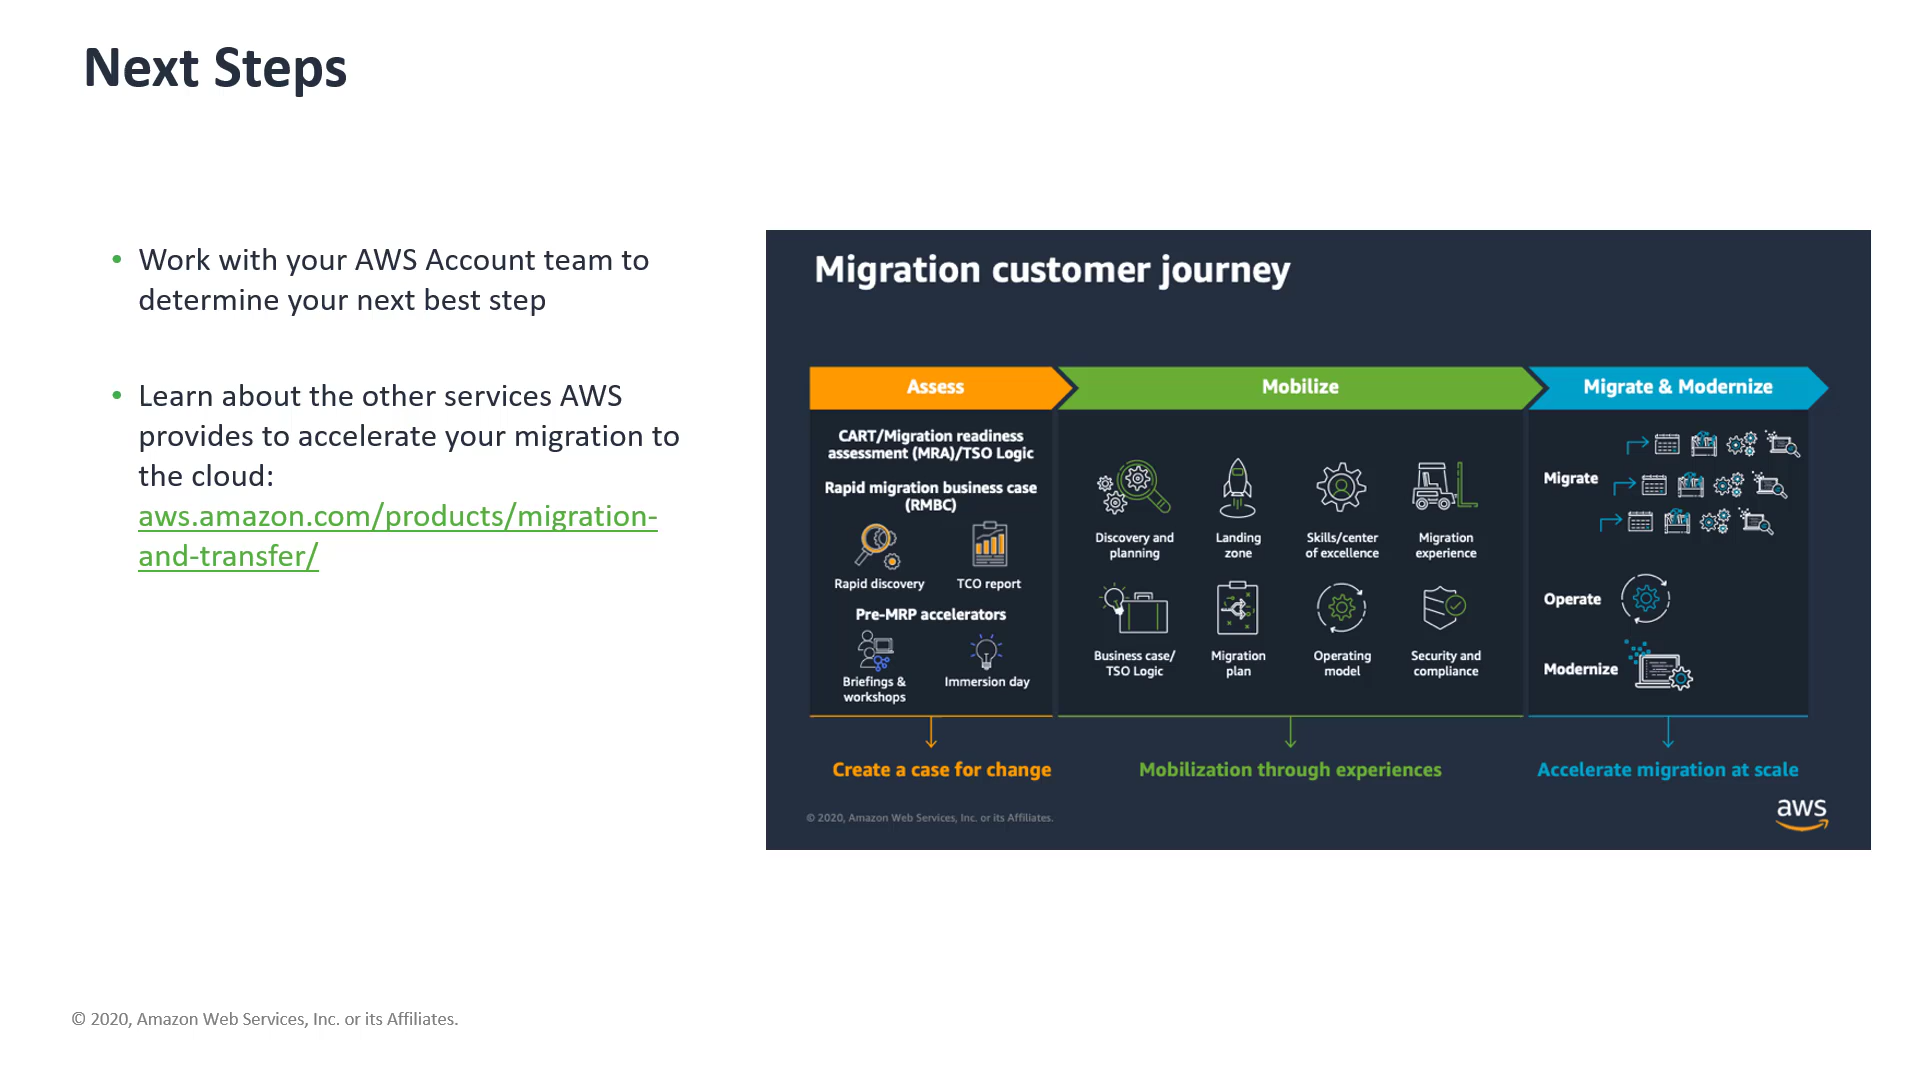 Next Steps
• Work with your AWS Account team to
determine your next best step
• Learn about the other services AWS
provides to accelerate your migration to
the cloud:
aws.amazon.com/products/migration-
and-transfer/
Migration customer journey
Assess
CART/Migration readiness
assessment (MRA)/TSO Logic
Rapid migration business case
(RMBC)
Rapid discovery
TCO report
Pre-MRP accelerators
Briefings &
workshops
Immersion day
Create a case for change
Mobilize
Discovery and
planning
Landing
zone
Skills/center
of excellence
Migration
experience
Business case/
TSO Logic
Migration
plan
Operating
model
Security and
compliance
Mobilization through experiences
Migrate & Modernize
Migrate
Operate
Modernize
Accelerate migration at scale
© 2020, Amazon Web Services, Inc. or its Affiliates.
aws
© 2020, Amazon Web Services, Inc. or its Affiliates.